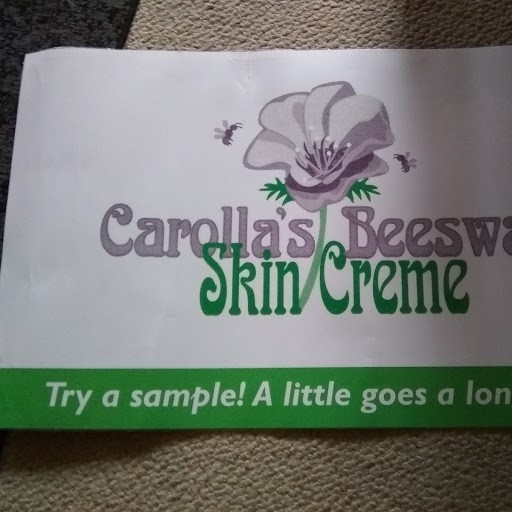 Carolla's Beeswa
Skin Creme
Try a sample! A little goes a lon